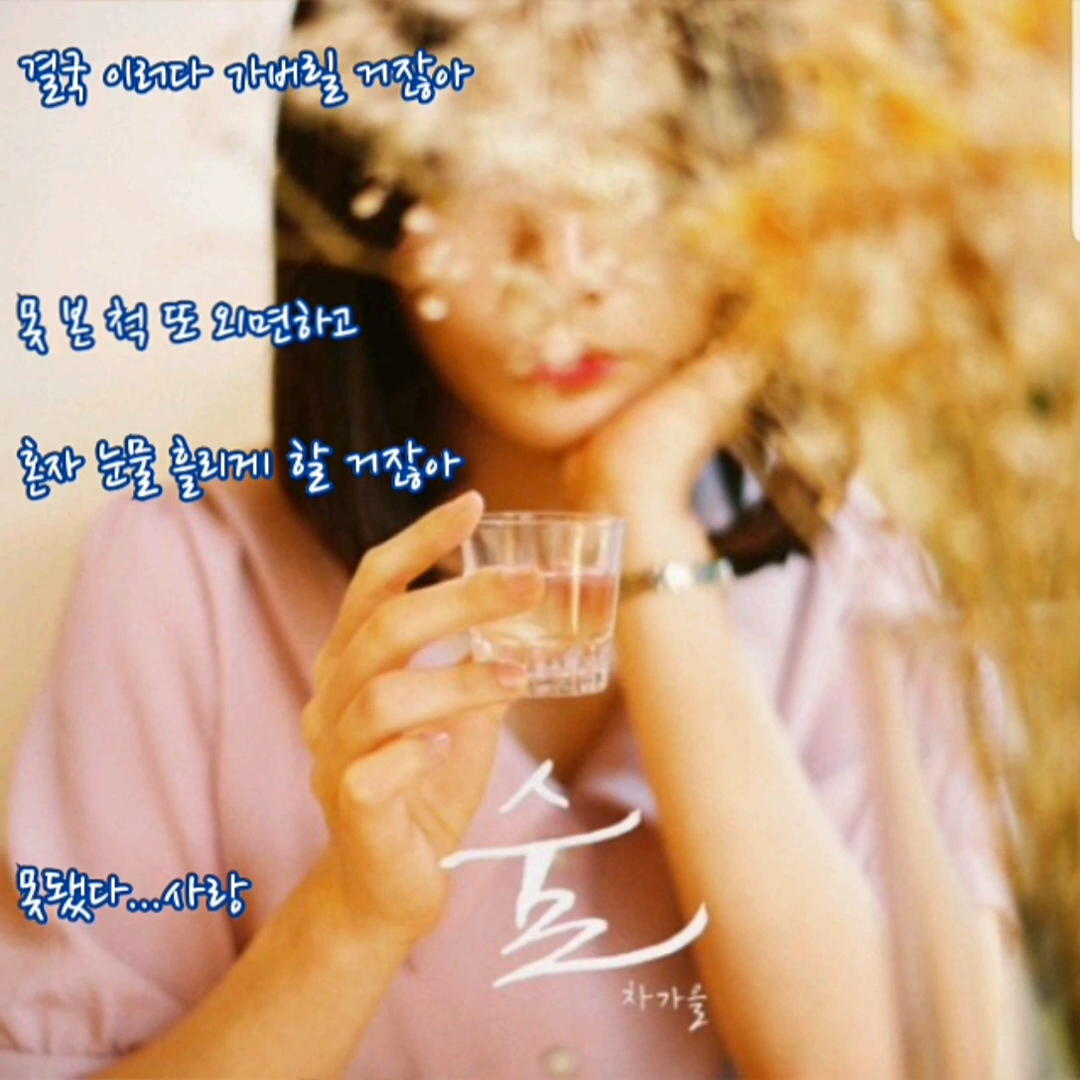 결국 이러다 가버릴 거잖아
못 본 척 또 외면하고
혼자 눈물 흘리게 할 거잖아
못됐다...사랑
숨
차가을